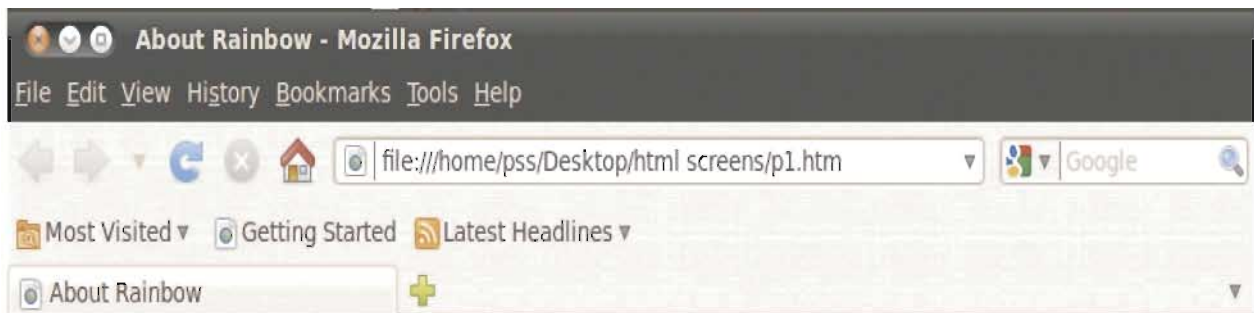 About Rainbow - Mozilla Firefox
File Edit View History Bookmarks Tools Help
file:///home/pss/Desktop/html screens/p1.htm Google
Most Visited Getting Started Latest Headlines
About Rainbow